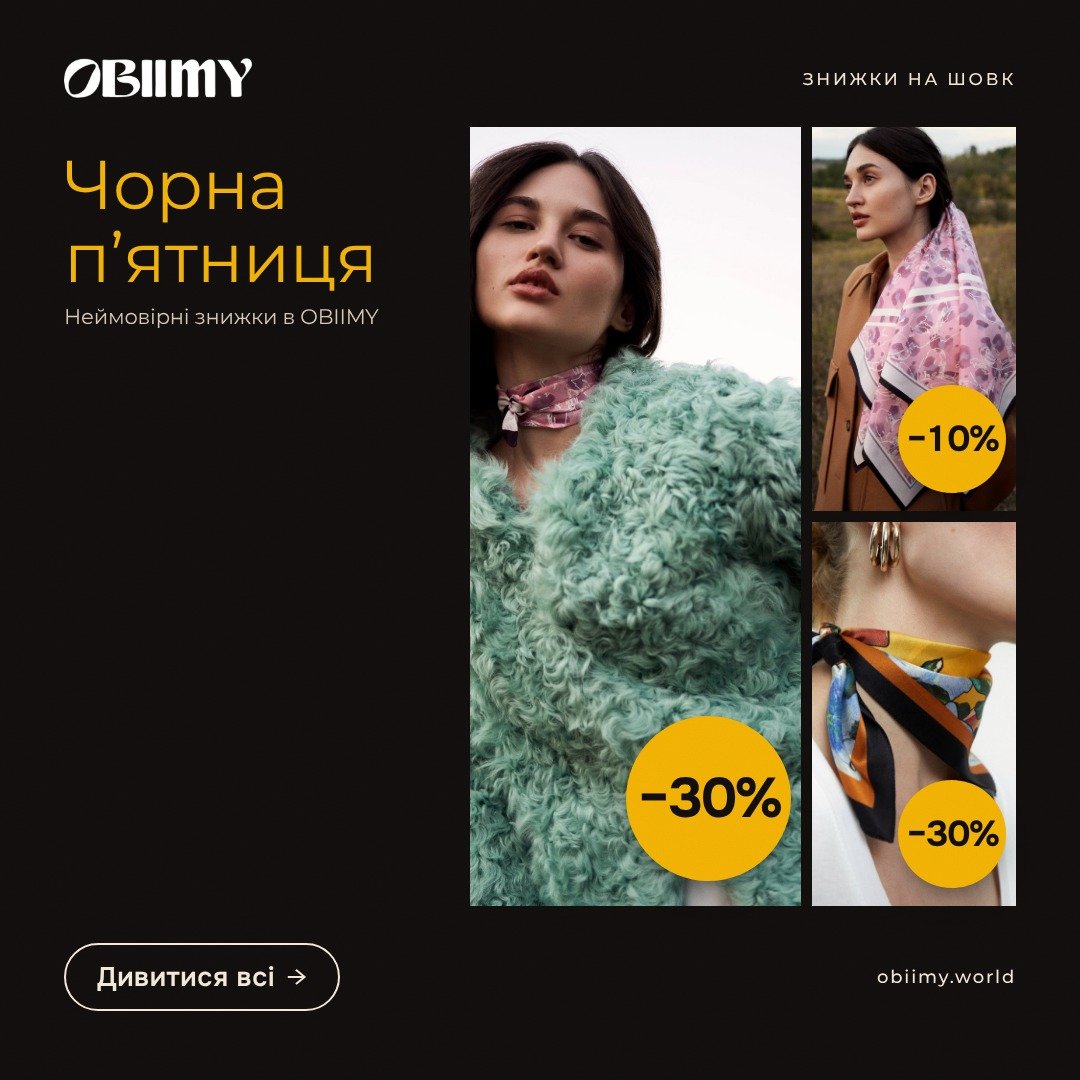 OBIIMY
ЗНИЖКИ НА ШОВК
Чорна
п’ятниця
Неймовірні знижки в OBIIMY
-10%
-30%
-30%
Дивитися всі →
obiimy.world